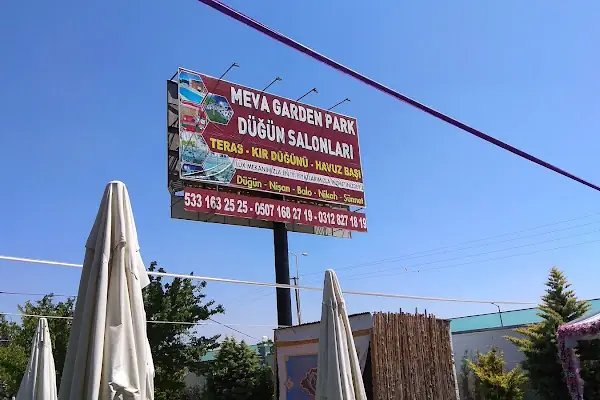 MEVA GARDEN PARK
DÜĞÜN SALONLARI
TERAS - KIR DÜĞÜNÜ - HAVUZ BAŞI
Düğün - Nişan - Balo - Nikah - Sünnet
533 163 25 25 - 0507 168 27 19 - 0312 827 18 19